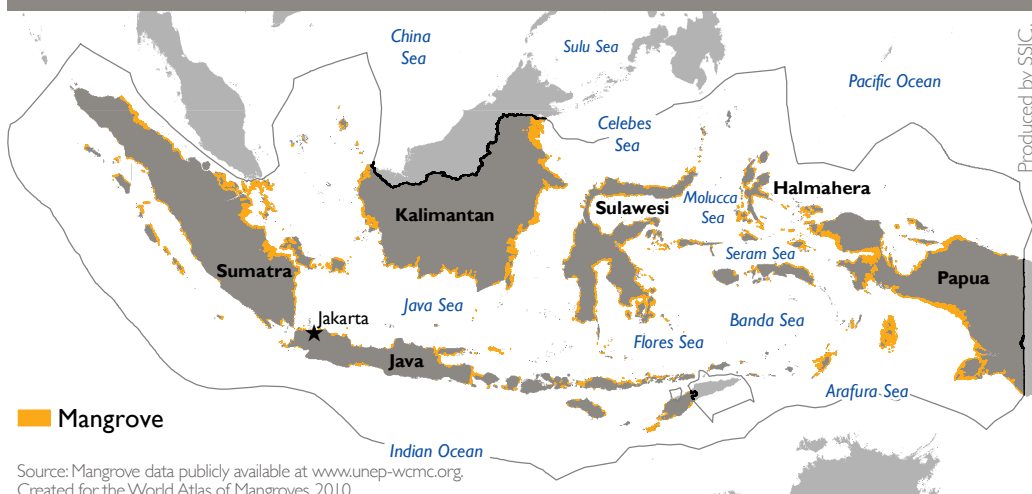 China
Sea
Sulu Sea
Pacific Ocean
Celebes
Sea
Produced by SSIC.
Halmahera
Kalimantan
Sulawesi
Molucca
Sea
Seram Sea
Sumatra
Papua
Java Sea
Jakarta
Banda Sea
Flores Sea
Java
Arafura Sea
Mangrove
Indian Ocean
Source: Mangrove data publicly available at www.unep-wcmc.org.
Created for the World Atlas of Mangroves 2010